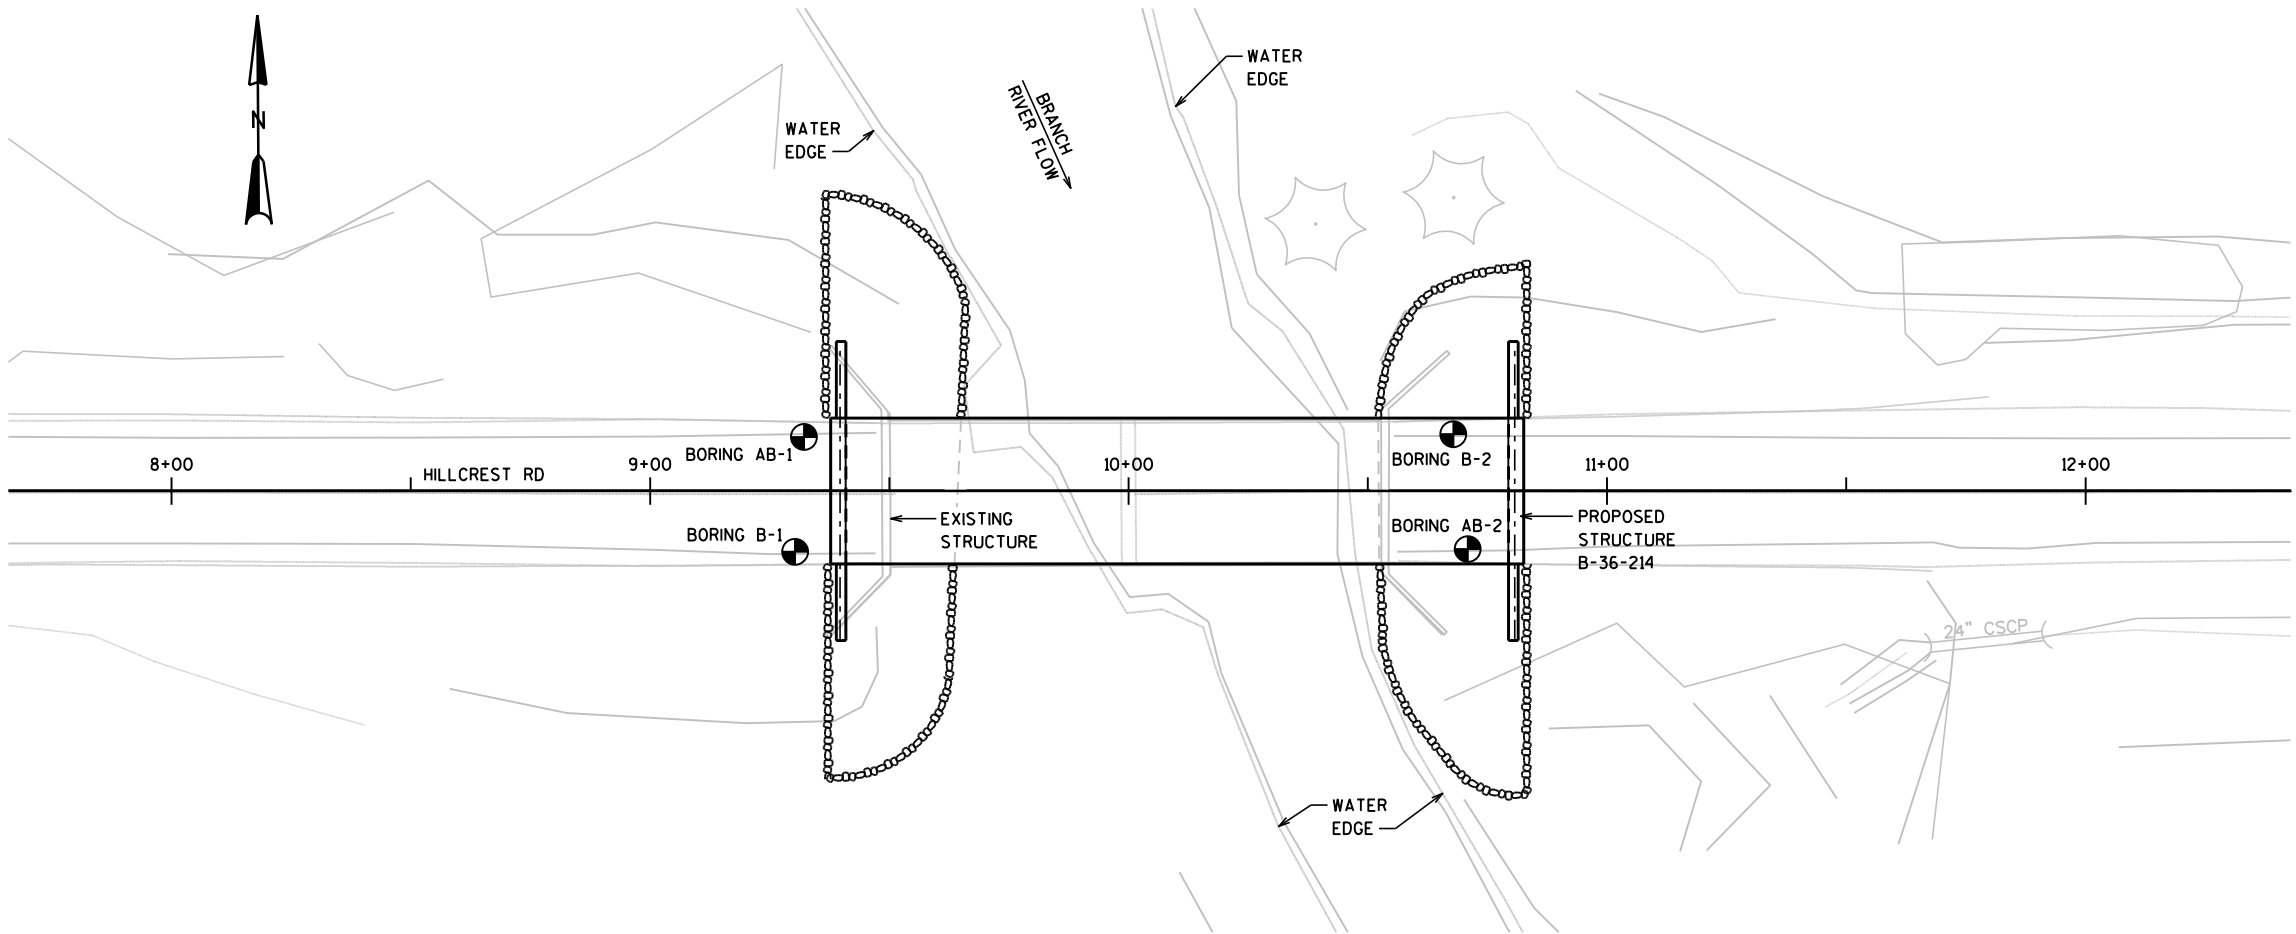 WATER
EDGE
WATER
EDGE
BRANCH
RIVER FLOW
N
8+00
9+00
10+00
11+00
12+00
HILLCREST RD
BORING AB-1
BORING B-2
BORING B-1
BORING AB-2
EXISTING
STRUCTURE
PROPOSED
STRUCTURE
B-36-214
24" CSCP
WATER
EDGE